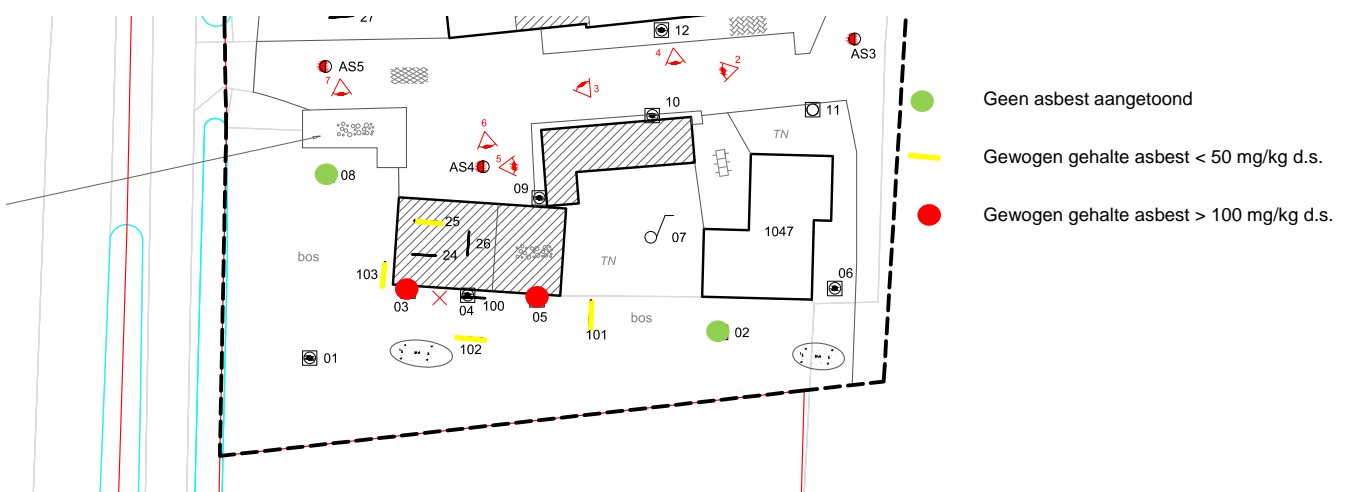 27
12
AS3
4
2
AS5
7
3
10
11
TN
6
5
AS4
08
09
25
26
24
07
1047
TN
bos
103
06
03
04
100
05
101
bos
02
102
01
Geen asbest aangetoond
Gewogen gehalte asbest < 50 mg/kg d.s.
Gewogen gehalte asbest > 100 mg/kg d.s.